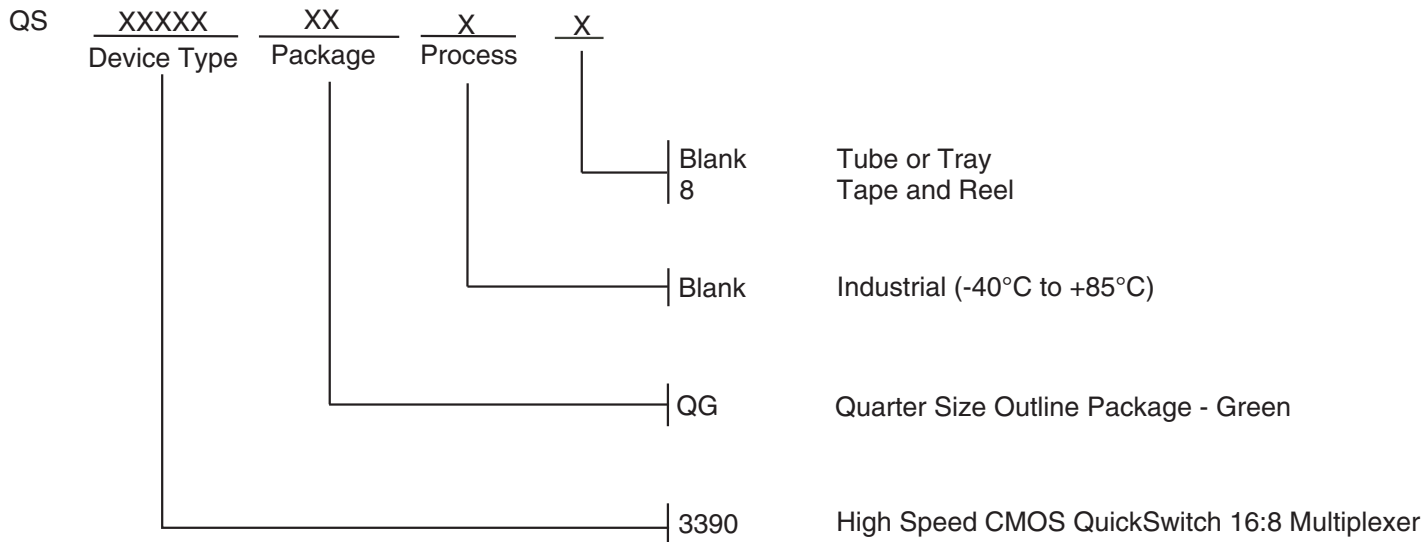 QS XXXXX XX X X
Device Type Package Process
Blank Tube or Tray
8 Tape and Reel
Blank Industrial (-40°C to +85°C)
QG Quarter Size Outline Package - Green
3390 High Speed CMOS QuickSwitch 16:8 Multiplexer